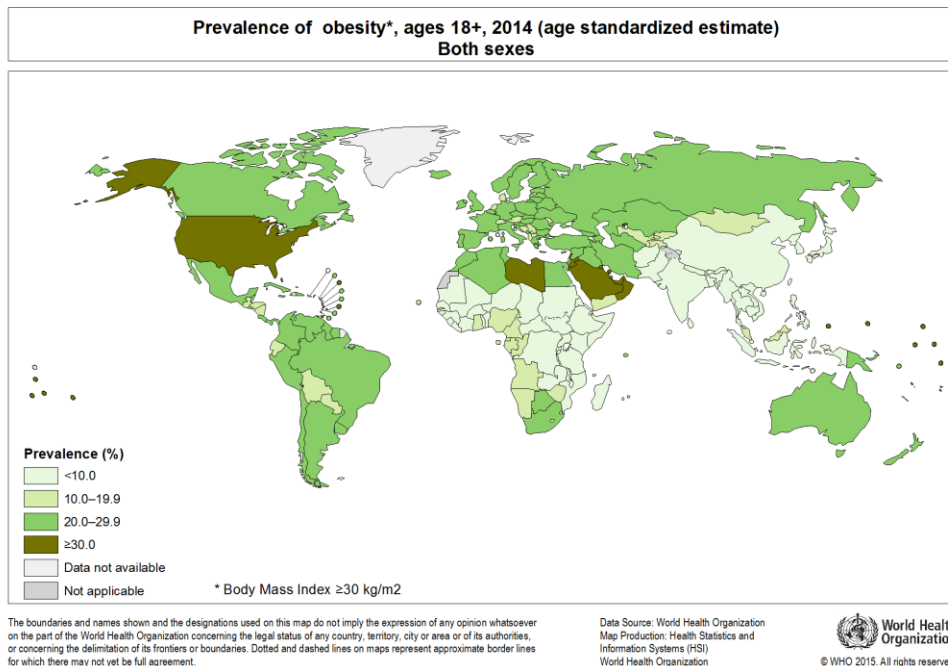 Prevalence of obesity*, ages 18+, 2014 (age standardized estimate)
Both sexes
Prevalence (%)
<10.0
10.0–19.9
20.0–29.9
≥30.0
Data not available
Not applicable
* Body Mass Index ≥30 kg/m2
The boundaries and names shown and the designations used on this map do not imply the expression of any opinion whatsoever
on the part of the World Health Organization concerning the legal status of any country, territory, city or area or of its authorities,
or concerning the delimitation of its frontiers or boundaries. Dotted and dashed lines on maps represent approximate border lines
for which there may not yet be full agreement.
Data Source: World Health Organization
Map Production: Health Statistics and
Information Systems (HSI)
World Health Organization
World Health
Organizatio
© WHO 2015. All rights reserve